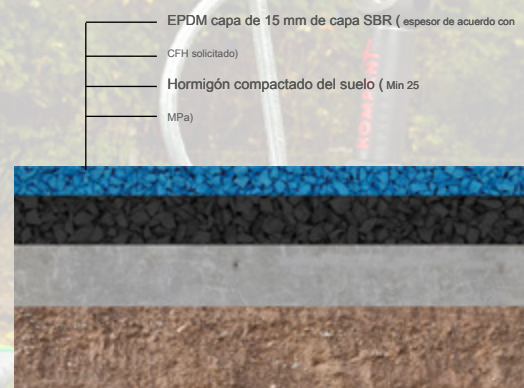 EPDM capa de 15 mm de capa SBR ( espesor de acuerdo con
CFH solicitado)
Hormigón compactado del suelo ( Min 25
MPa)
KOMPAN!